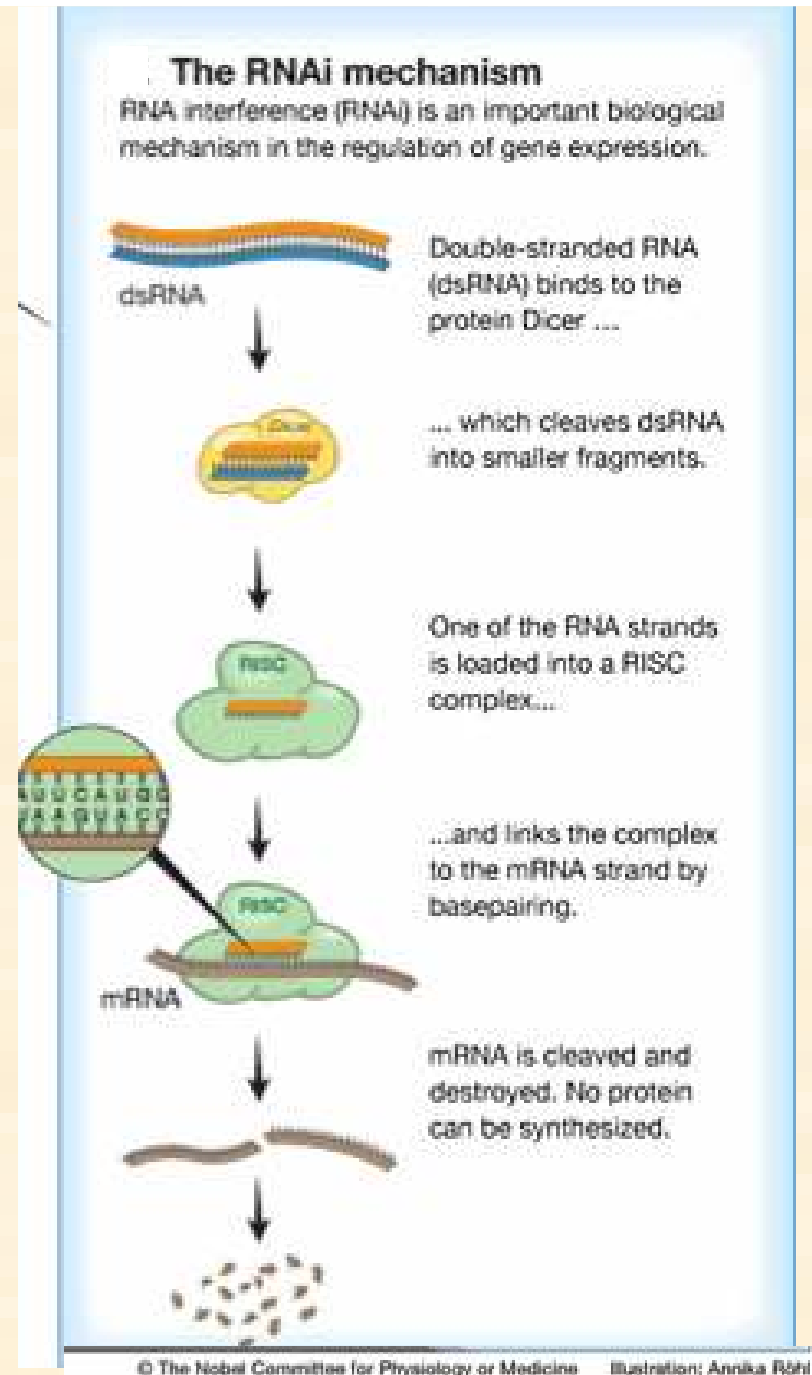 The RNAi mechanism
RNA interference (RNAi) is an important biological
mechanism in the regulation of gene expression.
dsRNA
Double-stranded RNA
(dsRNA) binds to the
protein Dicer ...
Dicer
... which cleaves dsRNA
into smaller fragments.
RISC
One of the RNA strands
is loaded into a RISC
complex...
AUUCAUGG
UAAGUACC
...and links the complex
to the mRNA strand by
basepairing.
RISC
mRNA
mRNA is cleaved and
destroyed. No protein
can be synthesized.
© The Nobel Committee for Physiology or Medicine Illustration: Annika Röhl